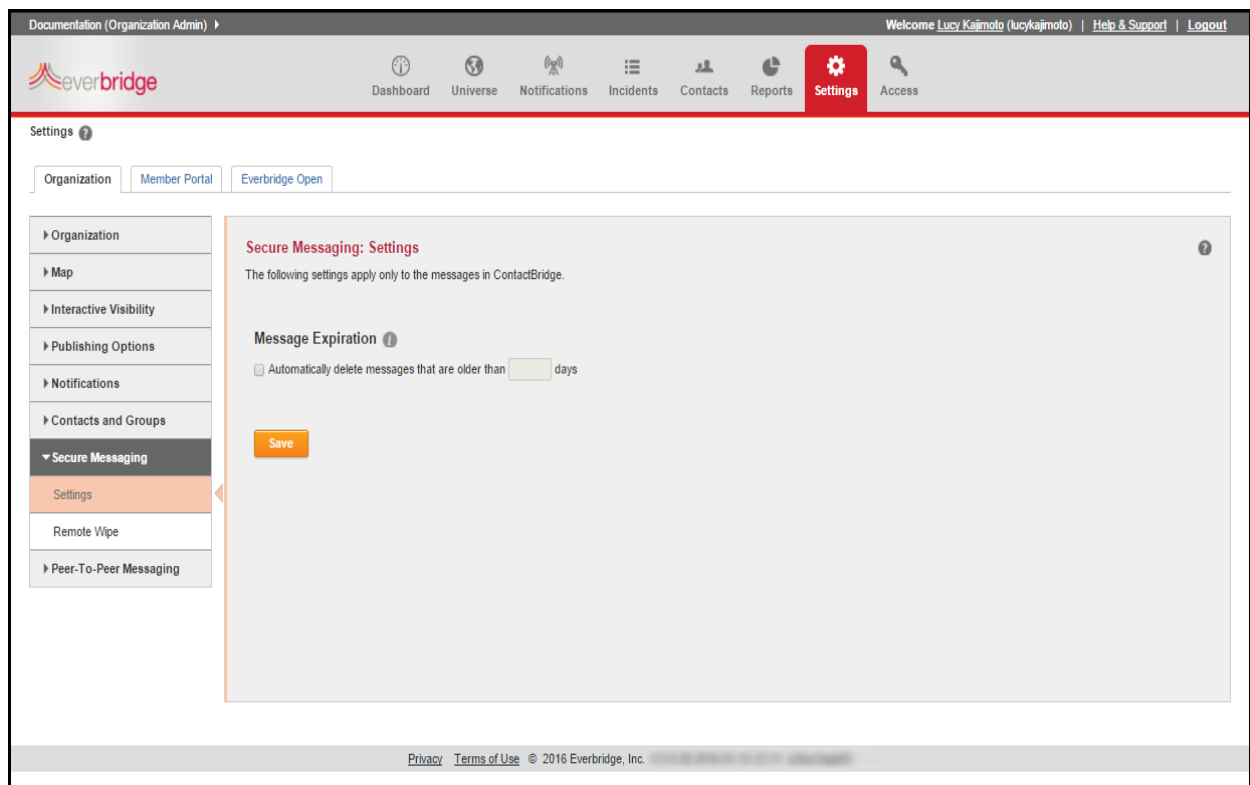 Documentation (Organization Admin)
Welcome Lucy Kajimoto (lucykajimoto) | Help & Support | Logout
everbridge
Dashboard Universe Notifications Incidents Contacts Reports Settings Access
Settings
Organization Member Portal Everbridge Open
Organization
Map
Interactive Visibility
Publishing Options
Notifications
Contacts and Groups
Secure Messaging
Settings
Remote Wipe
Peer-To-Peer Messaging
Secure Messaging: Settings
The following settings apply only to the messages in ContactBridge.
Message Expiration
Automatically delete messages that are older than days
Save
Privacy Terms of Use © 2016 Everbridge, Inc.